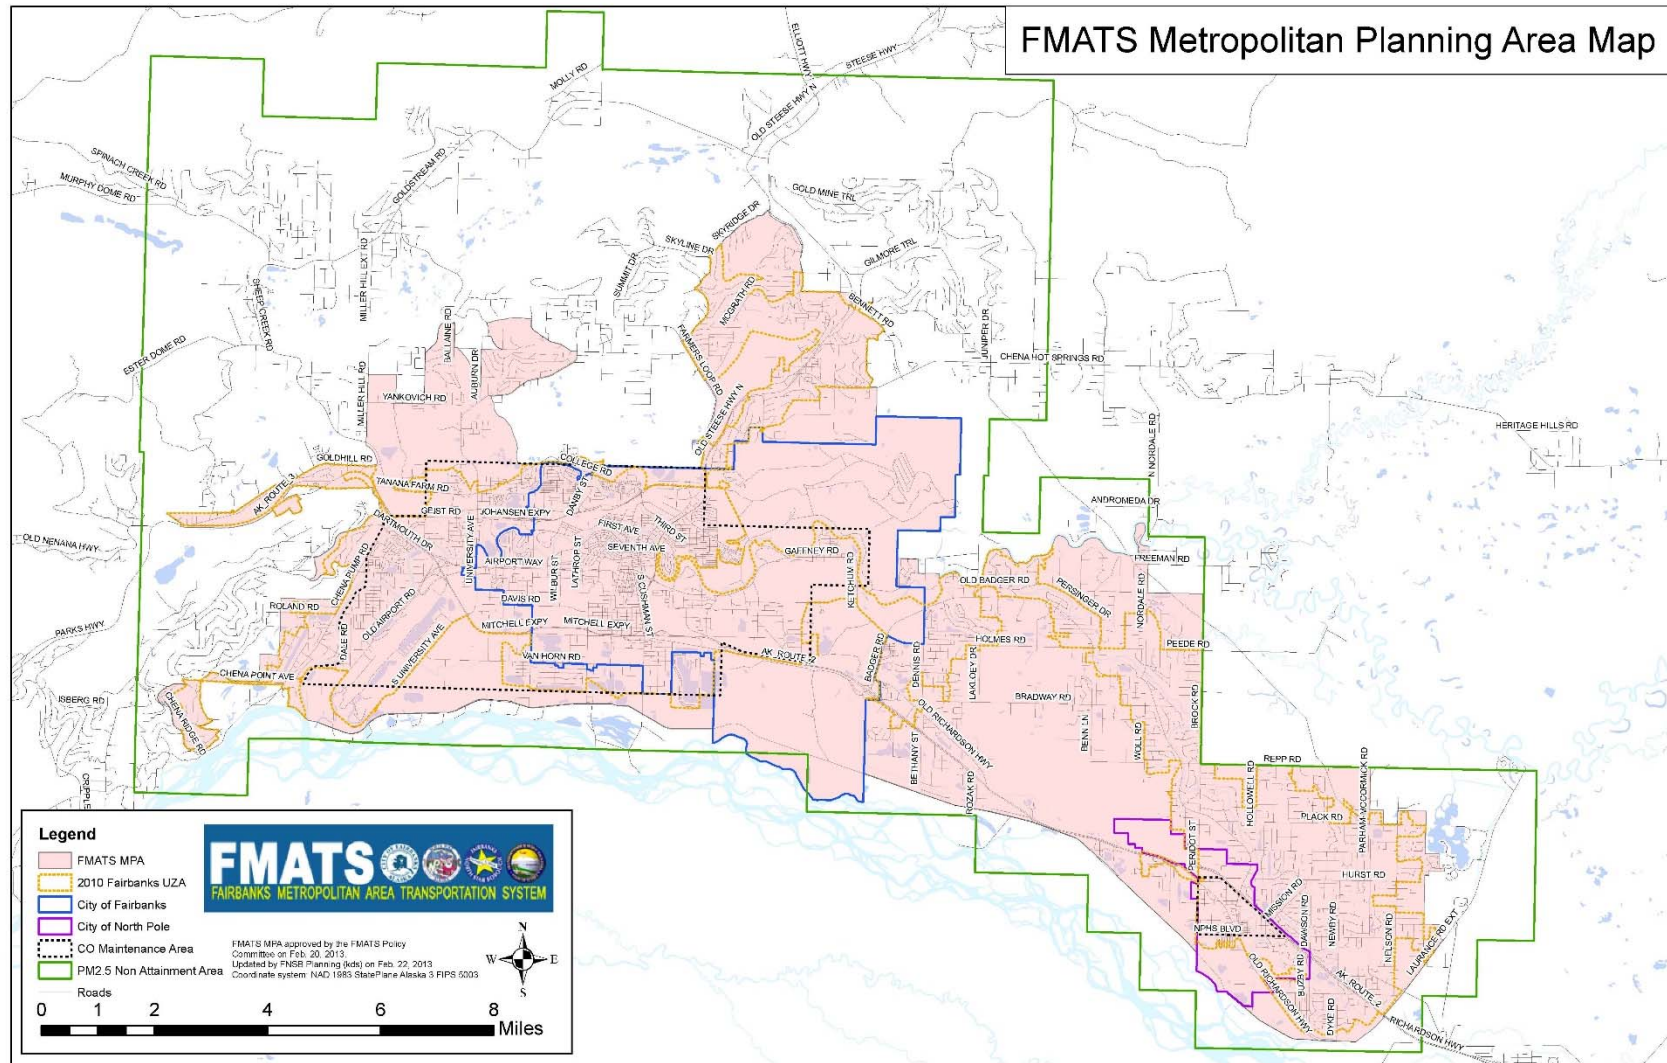 FMATS Metropolitan Planning Area Map
ELLIOTT HWY
STEESE HWY
MOLLY RD
OLD STEESE HWY N
SPINACH CREEK RD
MURPHY DOME RD
GOLDSTREAM RD
GOLD MINE TRL
SKYRIDGE DR
SKYLINE DR
GILMORE TRL
SUMMIT DR
MILLER HILL EXT RD
SHEEP CREEK RD
MCGRATH RD
BENNETT RD
BALLAINE RD
FARMERS LOOP RD
JUNIPER DR
ESTER DOME RD
AUBURN DR
CHENA HOT SPRINGS RD
MILLER HILL RD
YANKOVICH RD
OLD STEESE HWY N
N NORDALE RD
HERITAGE HILLS RD
GOLDHILL RD
COLLEGE RD
AK_ROUTE_3
TANANA FARM RD
DANBY ST
ANDROMEDA DR
GEIST RD
JOHANSEN EXPY
DARTMOUTH DR
FIRST AVE
THIRD ST
OLD NENANA HWY
UNIVERSITY AVE
SEVENTH AVE
GAFFNEY RD
FREEMAN RD
CHENA PUMP RD
AIRPORT WAY
WILBUR ST
LATHROP ST
S CUSHMAN ST
KETCHUM RD
OLD BADGER RD
PERSINGER DR
NORDALE RD
ROLAND RD
OLD AIRPORT RD
DAVIS RD
PARKS HWY
DALE RD
MITCHELL EXPY
MITCHELL EXPY
HOLMES RD
PEEDE RD
S UNIVERSITY AVE
VAN HORN RD
AK_ROUTE_2
BADGER RD
DENNIS RD
LAKLOEY DR
CHENA POINT AVE
BRADWAY RD
ISBERG RD
CHENA RIDGE RD
OLD RICHARDSON HWY
BENN LN
WOLL RD
BROCK RD
BETHANY ST
ROZAK RD
REPP RD
CRIPPLE
HOLLOWELL RD
PARHAM-MCCORMICK RD
PLACK RD
PERIDOT ST
HURST RD
MISSION RD
DAWSON RD
NEWBY RD
NPHS BLVD
NELSON RD
LAURANCE RD EXT
OLD RICHARDSON HWY
BUZBY RD
AK_ROUTE_2
DYKE RD
RICHARDSON HWY
Legend
FMATS MPA
2010 Fairbanks UZA
City of Fairbanks
City of North Pole
CO Maintenance Area
PM2.5 Non Attainment Area
Roads
FMATS
FAIRBANKS METROPOLITAN AREA TRANSPORTATION SYSTEM
FMATS MPA approved by the FMATS Policy
Committee on Feb. 20, 2013.
Updated by FNSB Planning (kds) on Feb. 22, 2013
Coordinate system: NAD 1983 StatePlane Alaska 3 FIPS 5003
N
W E
S
0 1 2 4 6 8
Miles